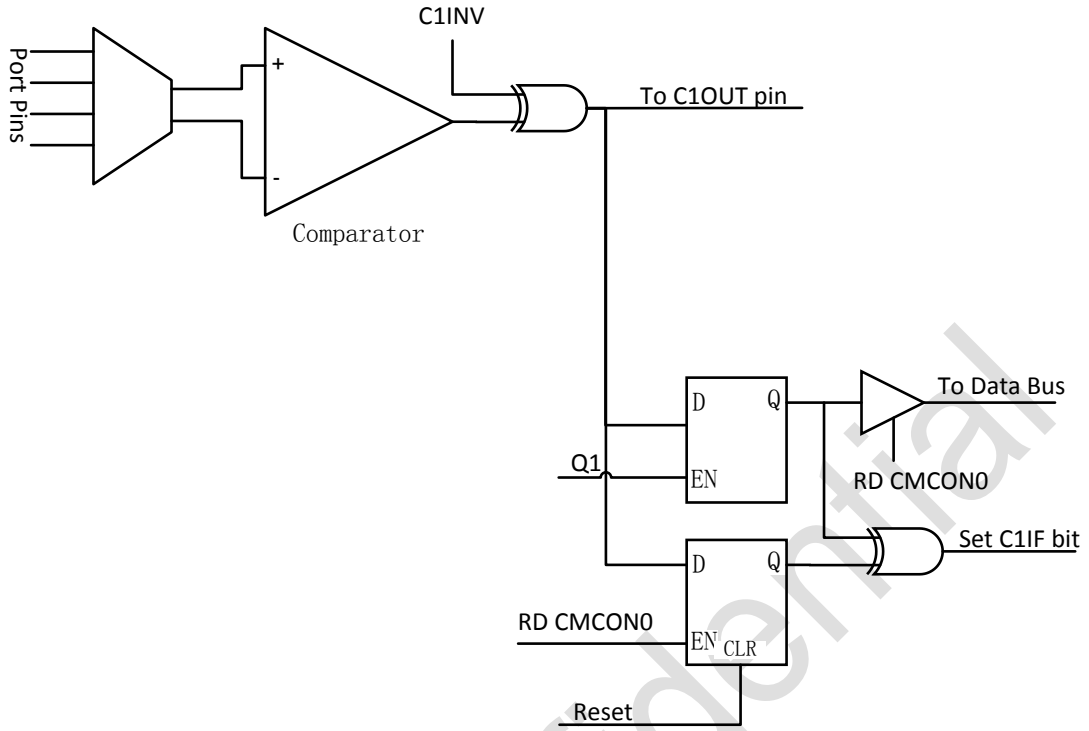 C1INV
Port Pins
+
-
To C1OUT pin
Comparator
D
Q
To Data Bus
Q1
EN
RD CMCON0
D
Q
Set C1IF bit
RD CMCON0
EN
CLR
Reset